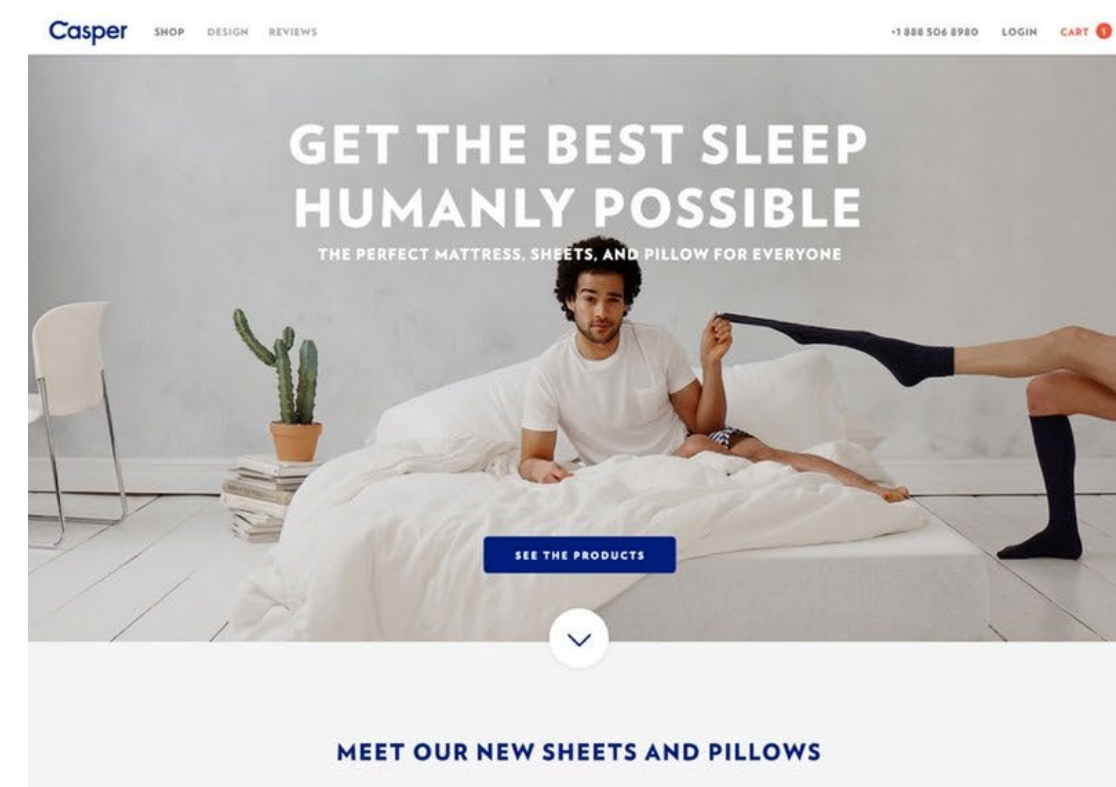 Casper
SHOP DESIGN REVIEWS
+1 888 506 8980 LOGIN CART 1
GET THE BEST SLEEP
HUMANLY POSSIBLE
THE PERFECT MATTRESS, SHEETS, AND PILLOW FOR EVERYONE
SEE THE PRODUCTS
MEET OUR NEW SHEETS AND PILLOWS